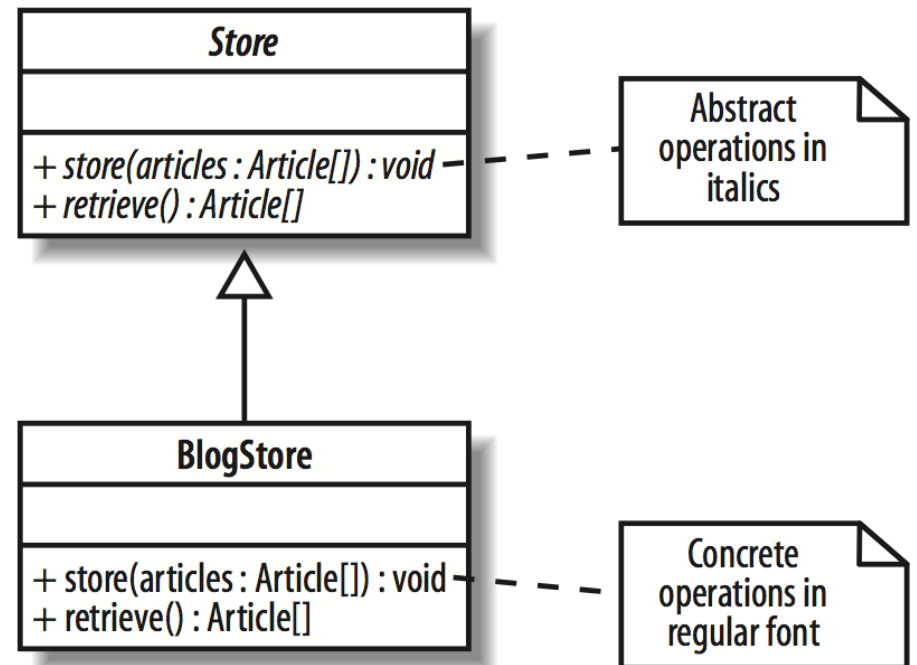 Store
+ store(articles : Article[]) : void
+ retrieve() : Article[]
Abstract
operations in
italics
BlogStore
+ store(articles : Article[]) : void
+ retrieve() : Article[]
Concrete
operations in
regular font